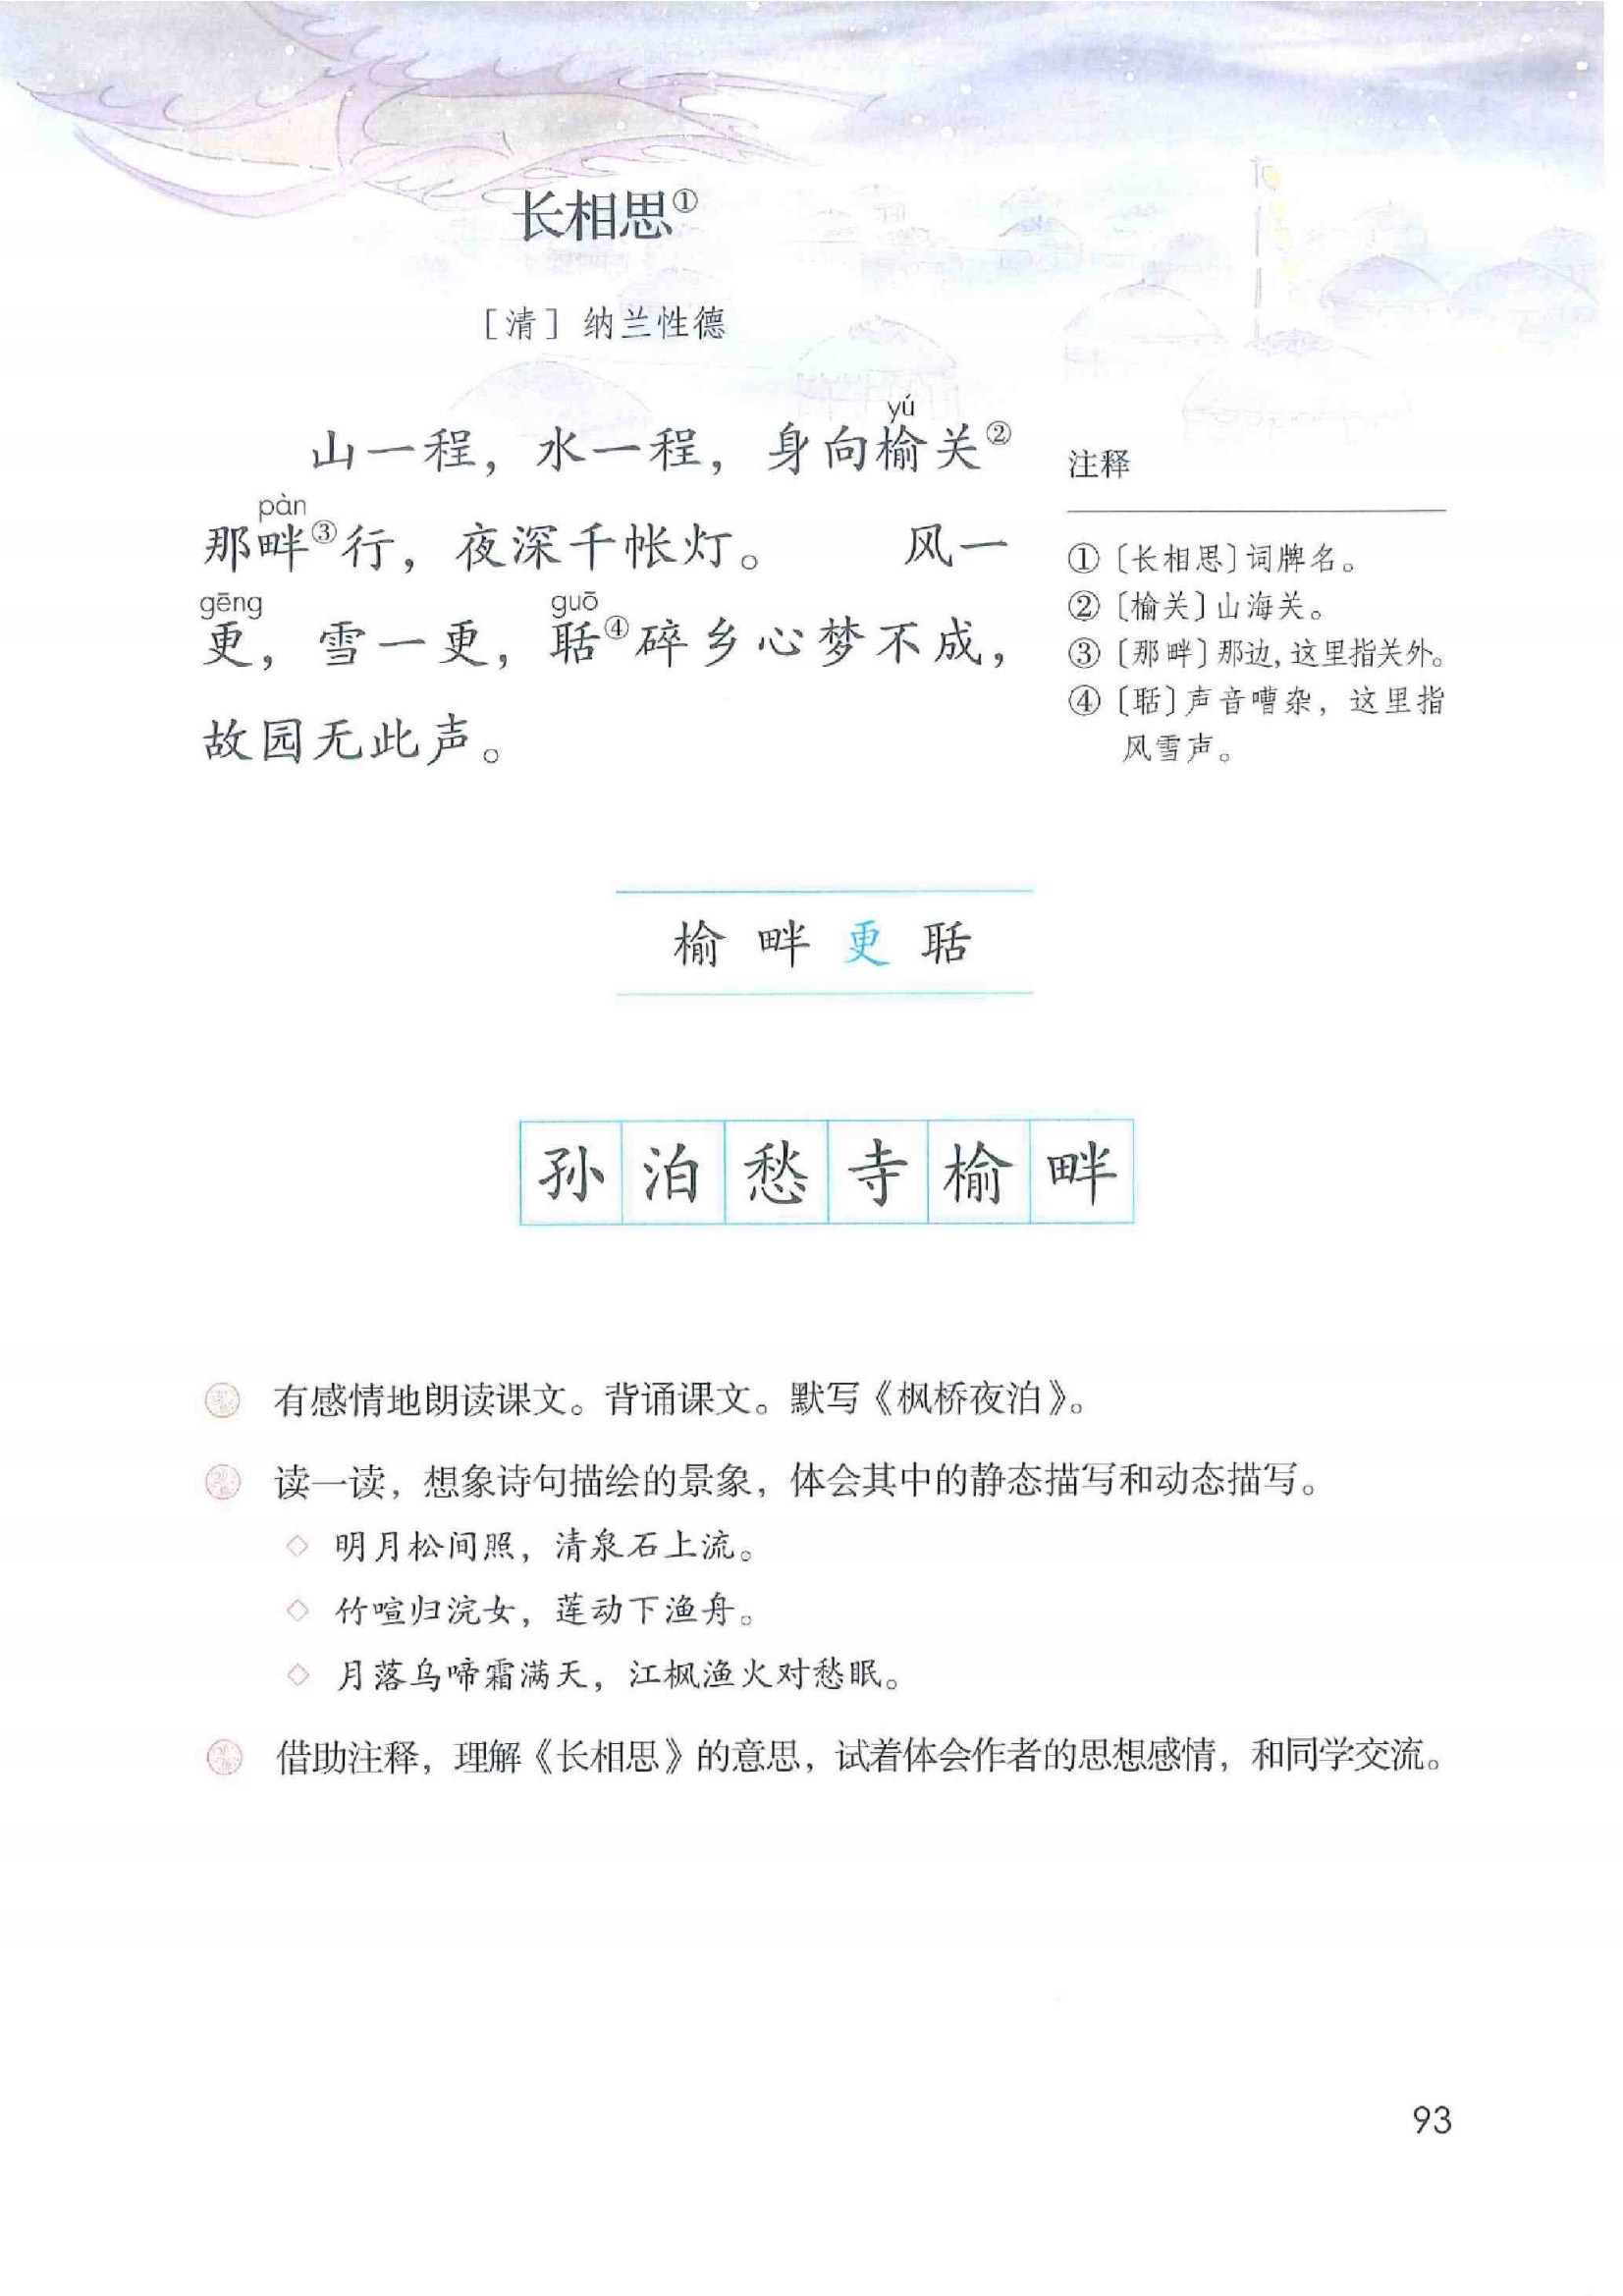 长相思①
[清] 纳兰性德
yú
山一程，水一程，身向榆关②
pàn
那畔③行，夜深千帐灯。 风一
gēng guō
更，雪一更，聒④碎乡心梦不成，
故园无此声。
注释
①〔长相思〕词牌名。
②〔榆关〕山海关。
③〔那畔〕那边，这里指关外。
④〔聒〕声音嘈杂，这里指
风雪声。
榆 畔 更 聒
孙 泊 愁 寺 榆 畔
有感情地朗读课文。背诵课文。默写《枫桥夜泊》。
读一读，想象诗句描绘的景象，体会其中的静态描写和动态描写。
◇ 明月松间照，清泉石上流。
◇ 竹喧归浣女，莲动下渔舟。
◇ 月落乌啼霜满天，江枫渔火对愁眠。
借助注释，理解《长相思》的意思，试着体会作者的思想感情，和同学交流。
93